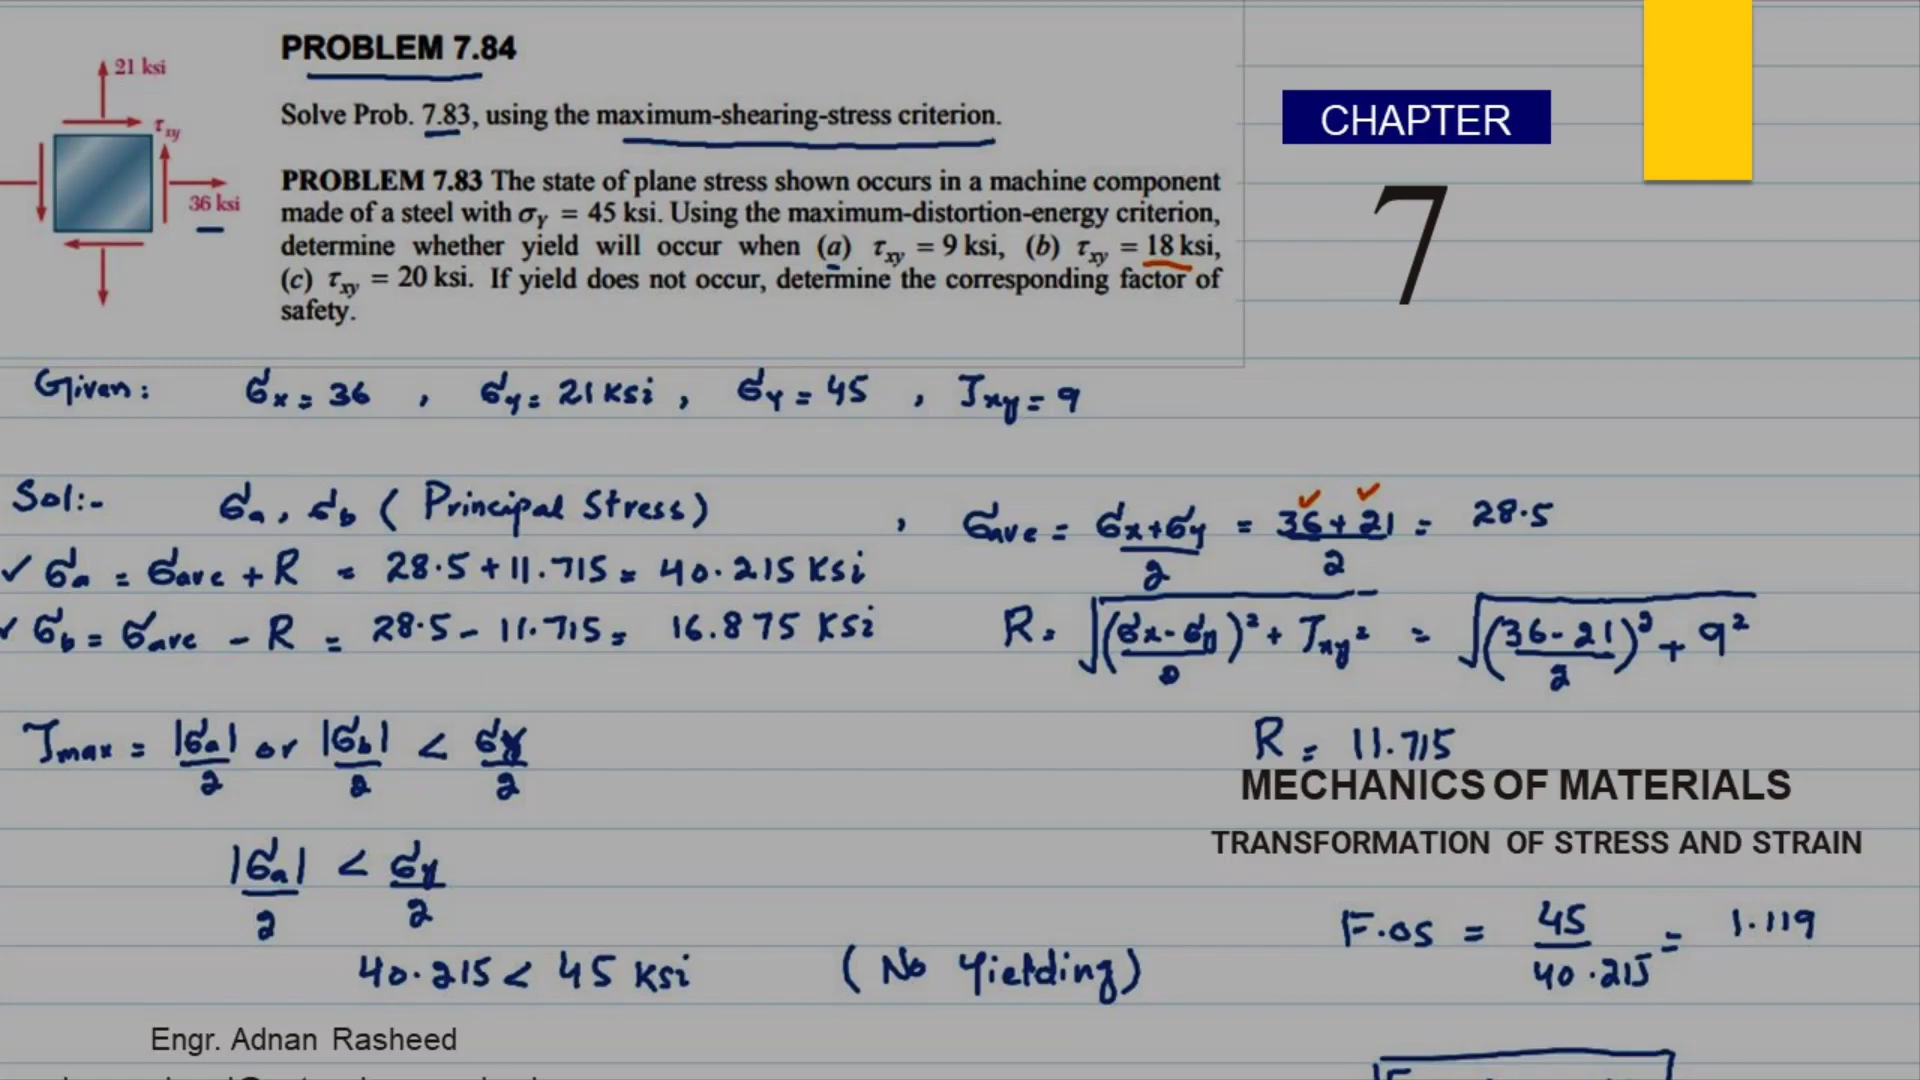 PROBLEM 7.84
21 ksi
Solve Prob. 7.83, using the maximum-shearing-stress criterion.
CHAPTER
τxy
PROBLEM 7.83 The state of plane stress shown occurs in a machine component
36 ksi
made of a steel with σY = 45 ksi. Using the maximum-distortion-energy criterion,
determine whether yield will occur when (a) τxy = 9 ksi, (b) τxy = 18 ksi,
(c) τxy = 20 ksi. If yield does not occur, determine the corresponding factor of
safety.
7
Given: σx = 36 , σy = 21 ksi , σY = 45 , Txy = 9
Sol:- σa, σb ( Principal Stress ) , σave = σx+σy/2 = 36+21/2 = 28.5
✓ σa = σave + R = 28.5 + 11.715 = 40.215 Ksi
✓ σb = σave - R = 28.5 - 11.715 = 16.875 KSi
R = √(σx-σy/2)² + Txy² = √(36-21/2)² + 9²
Tmax = |σa|/2 or |σb|/2 < σY/2
R = 11.715
MECHANICS OF MATERIALS
TRANSFORMATION OF STRESS AND STRAIN
|σa|/2 < σy/2
F.OS = 45/40.215 = 1.119
40.215 < 45 ksi ( No Yielding )
Engr. Adnan Rasheed